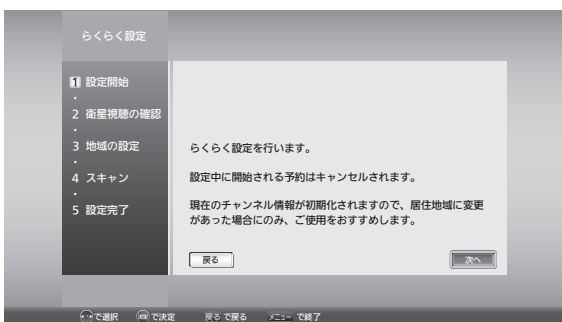 らくらく設定
1 設定開始
2 衛星視聴の確認
3 地域の設定
4 スキャン
5 設定完了
らくらく設定を行います。
設定中に開始される予約はキャンセルされます。
現在のチャンネル情報が初期化されますので、居住地域に変更
があった場合にのみ、ご使用をおすすめします。
戻る 次へ
で選択 決定 で決定 戻る で戻る メニュー で終了